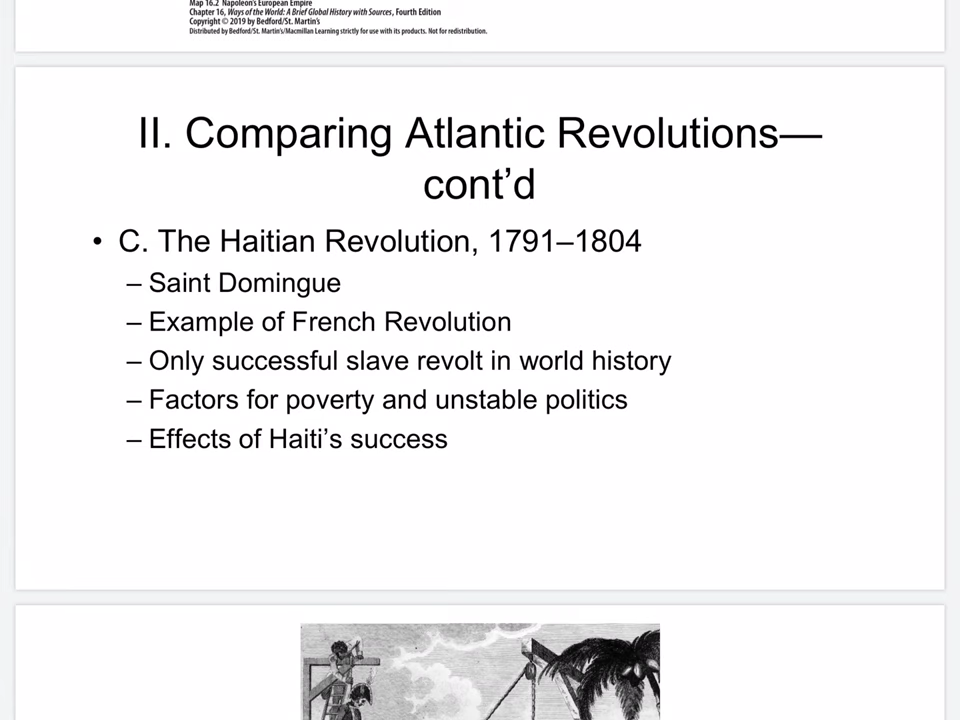 Map 16.2 Napoleon's European Empire
Chapter 16, Ways of the World: A Brief Global History with Sources, Fourth Edition
Copyright © 2019 by Bedford/St. Martin's
Distributed by Bedford/St. Martin's/Macmillan Learning strictly for use with its products. Not for redistribution.
II. Comparing Atlantic Revolutions—
cont'd
• C. The Haitian Revolution, 1791–1804
– Saint Domingue
– Example of French Revolution
– Only successful slave revolt in world history
– Factors for poverty and unstable politics
– Effects of Haiti's success